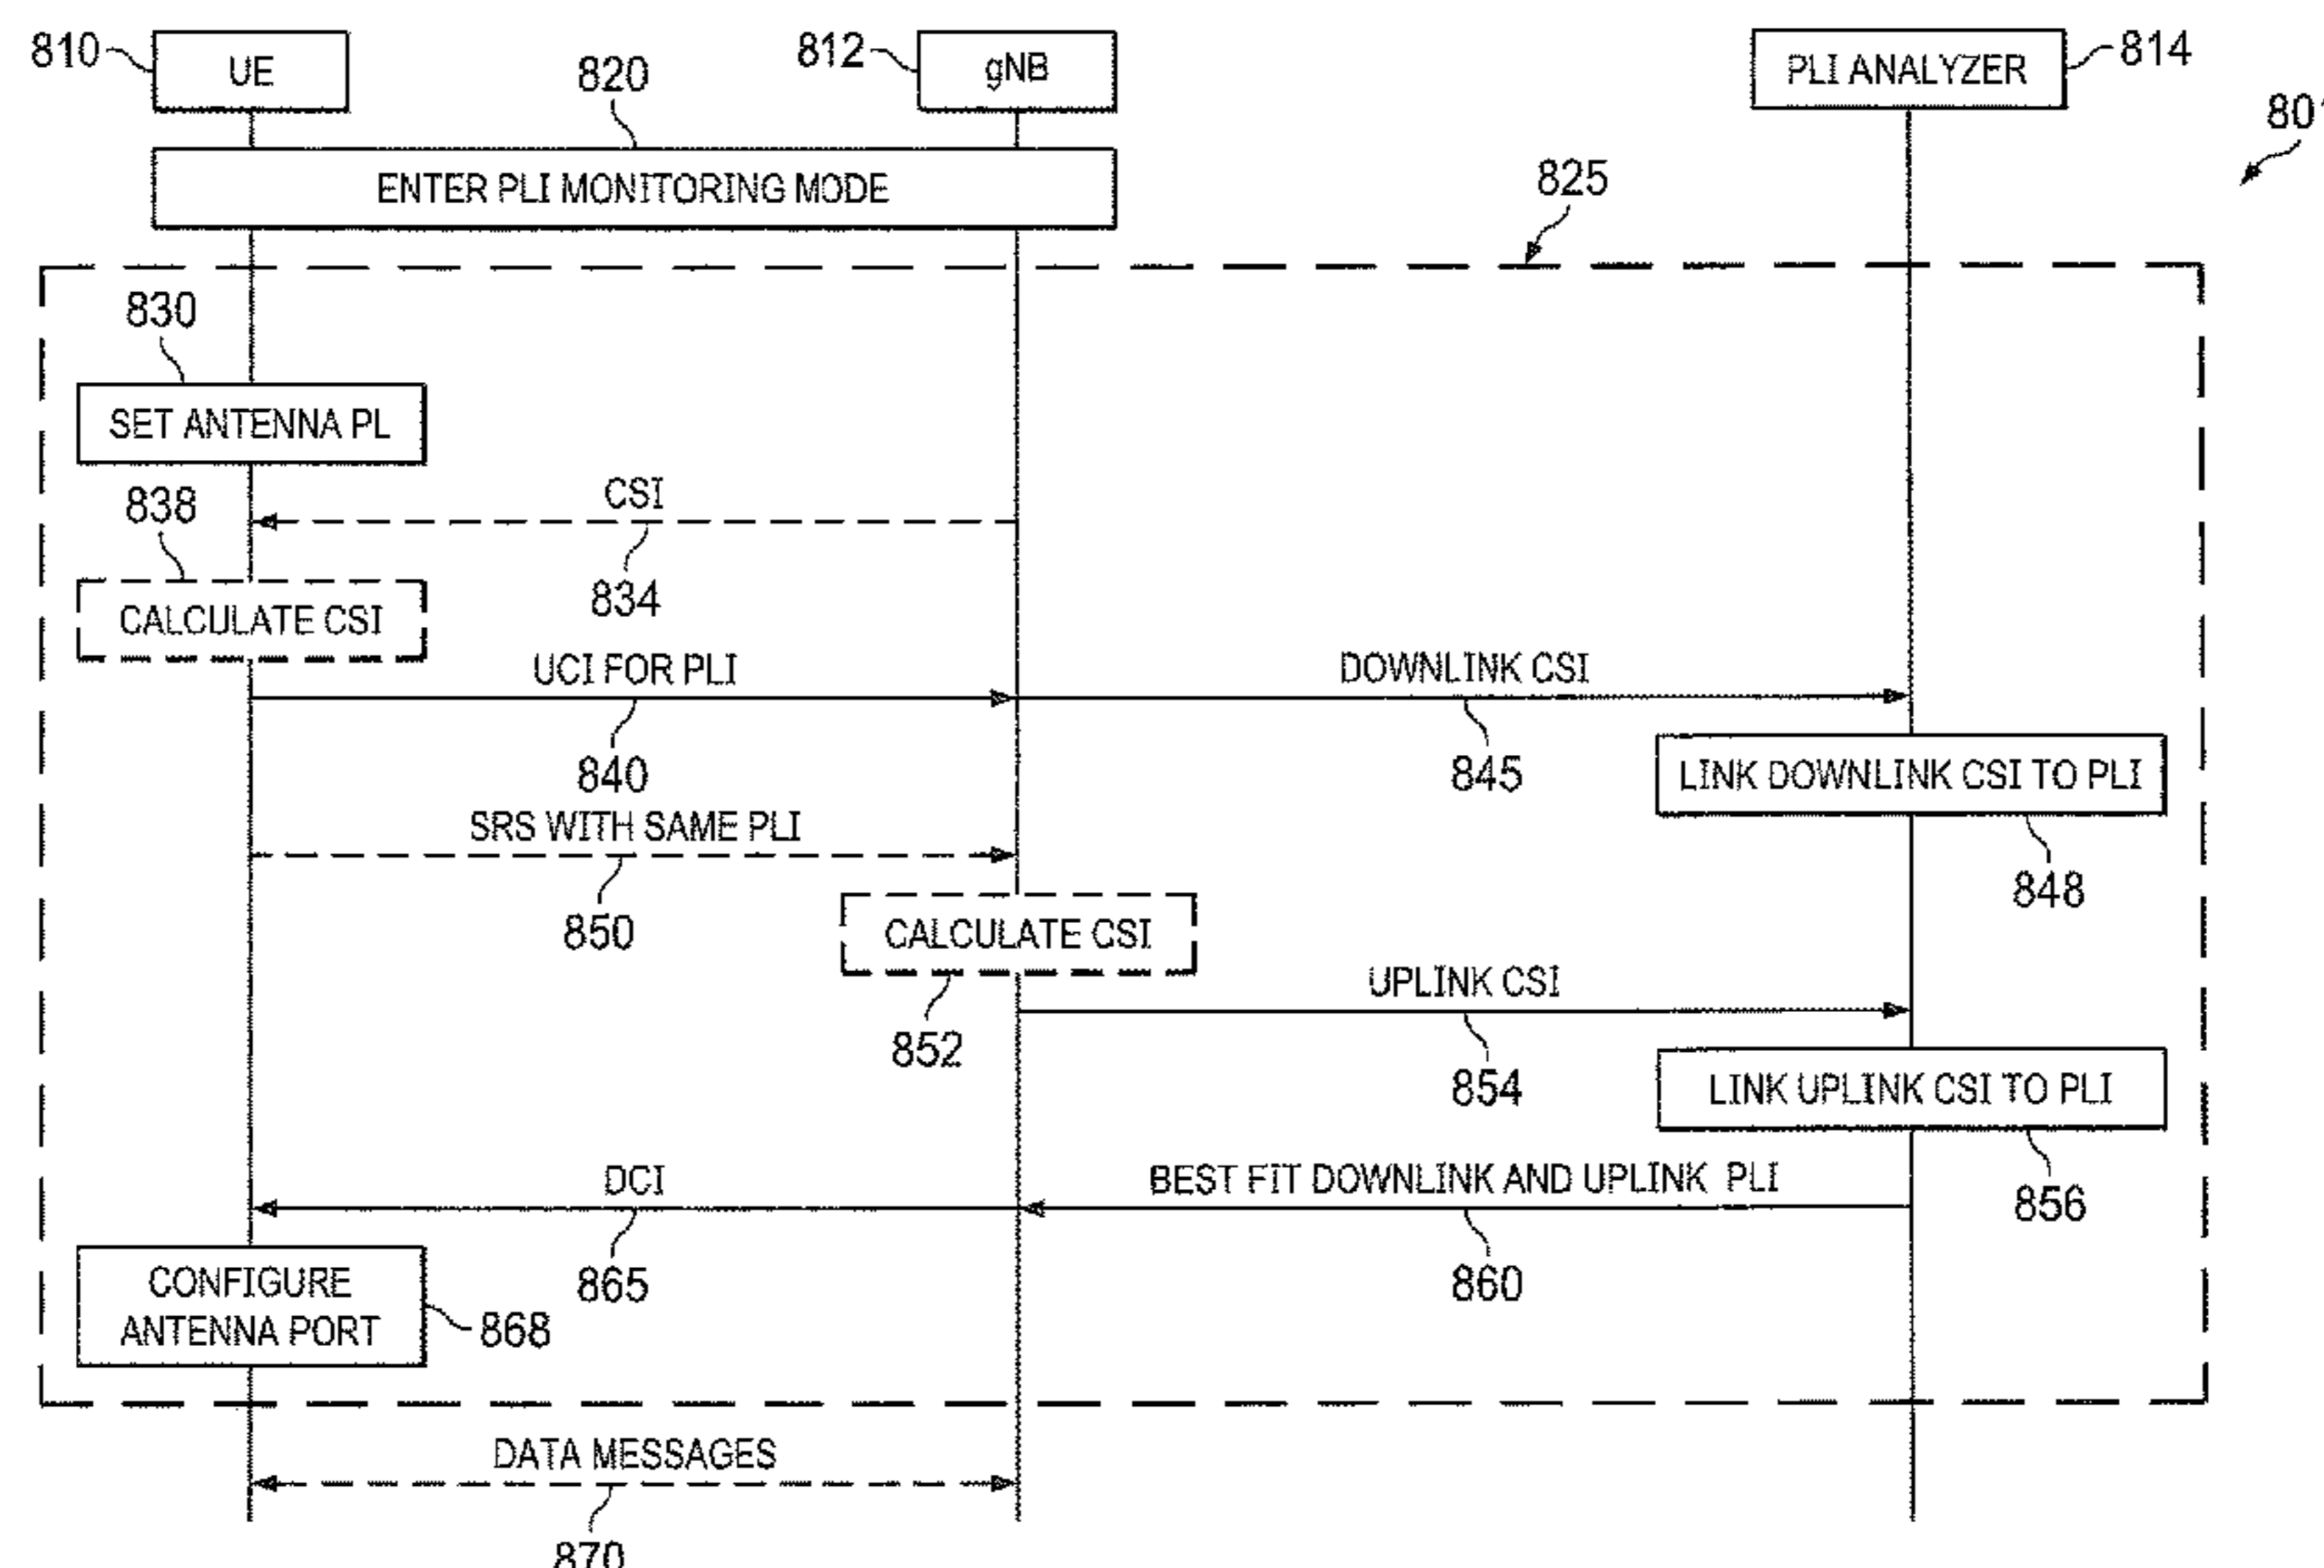 810
UE
820
812
gNB
PLI ANALYZER
814
ENTER PLI MONITORING MODE
825
830
SET ANTENNA PL
838
CSI
834
CALCULATE CSI
UCI FOR PLI
DOWNLINK CSI
840
845
LINK DOWNLINK CSI TO PLI
SRS WITH SAME PLI
848
850
CALCULATE CSI
UPLINK CSI
852
854
LINK UPLINK CSI TO PLI
DCI
BEST FIT DOWNLINK AND UPLINK PLI
856
865
860
CONFIGURE
ANTENNA PORT
868
DATA MESSAGES
870